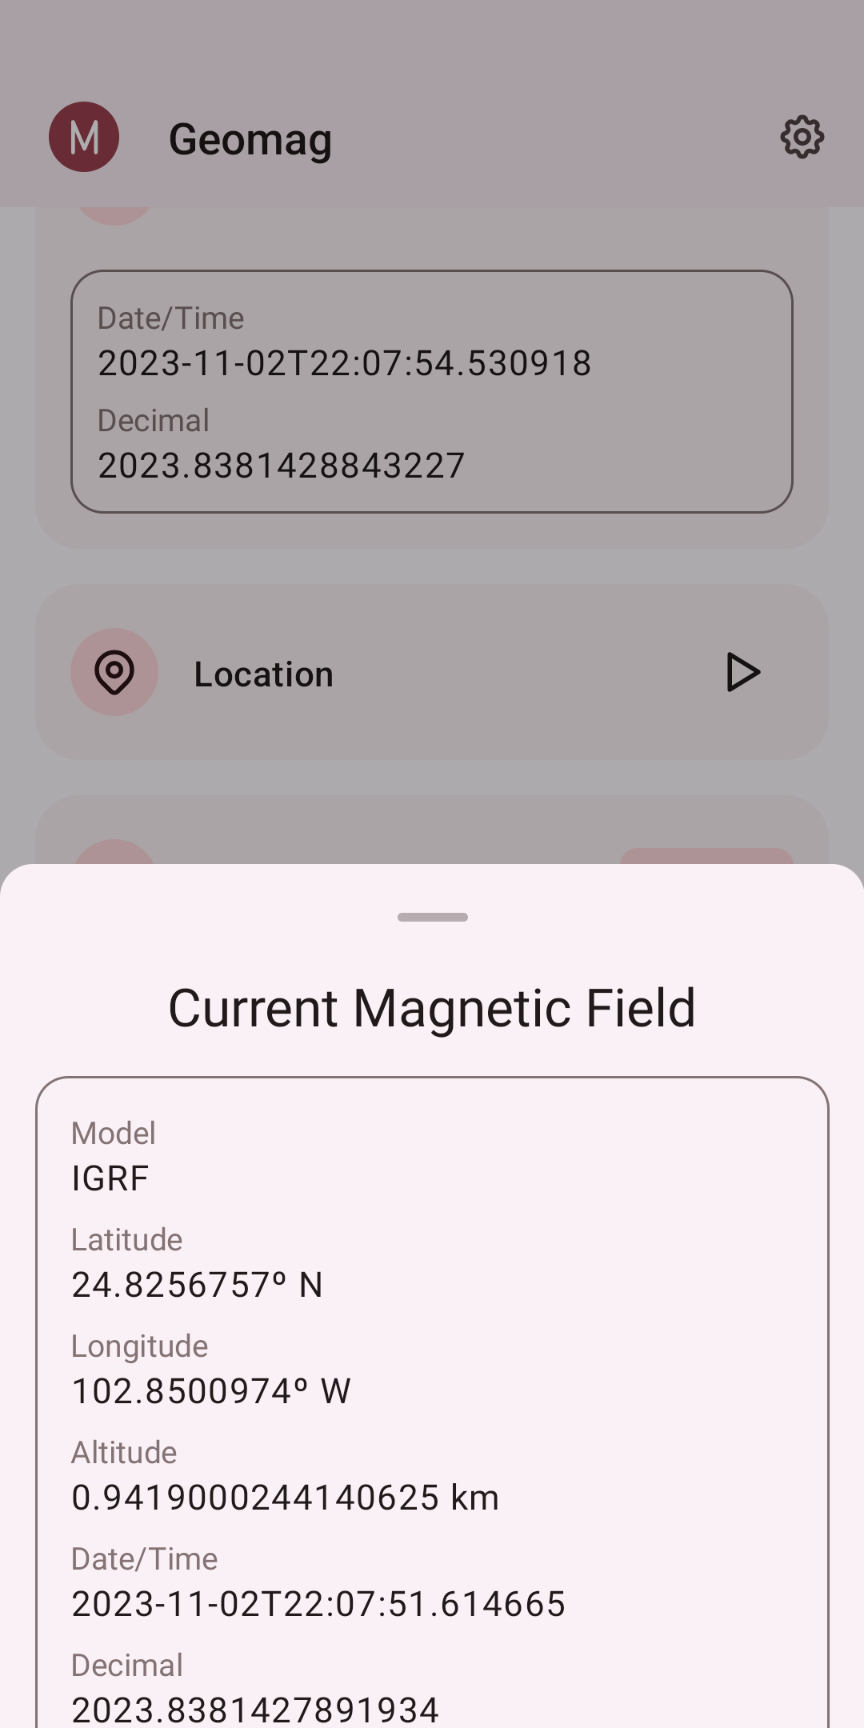 M
Geomag
Date/Time
2023-11-02T22:07:54.530918
Decimal
2023.8381428843227
Location
Current Magnetic Field
Model
IGRF
Latitude
24.8256757º N
Longitude
102.8500974º W
Altitude
0.9419000244140625 km
Date/Time
2023-11-02T22:07:51.614665
Decimal
2023.8381427891934